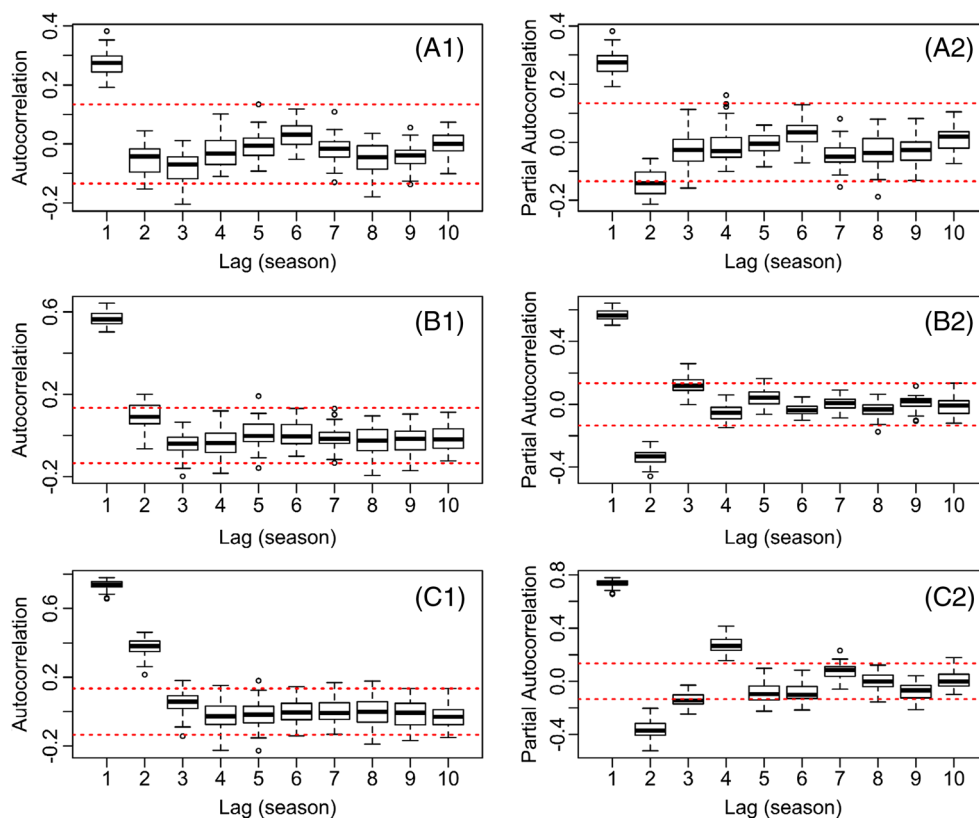 (A1)
Autocorrelation
0.4
0.2
0.0
-0.2
1 2 3 4 5 6 7 8 9 10
Lag (season)
(A2)
Partial Autocorrelation
0.4
0.2
0.0
-0.2
1 2 3 4 5 6 7 8 9 10
Lag (season)
(B1)
Autocorrelation
0.6
0.2
-0.2
1 2 3 4 5 6 7 8 9 10
Lag (season)
(B2)
Partial Autocorrelation
0.4
0.0
-0.4
1 2 3 4 5 6 7 8 9 10
Lag (season)
(C1)
Autocorrelation
0.6
0.2
-0.2
1 2 3 4 5 6 7 8 9 10
Lag (season)
(C2)
Partial Autocorrelation
0.8
0.4
0.0
-0.4
1 2 3 4 5 6 7 8 9 10
Lag (season)